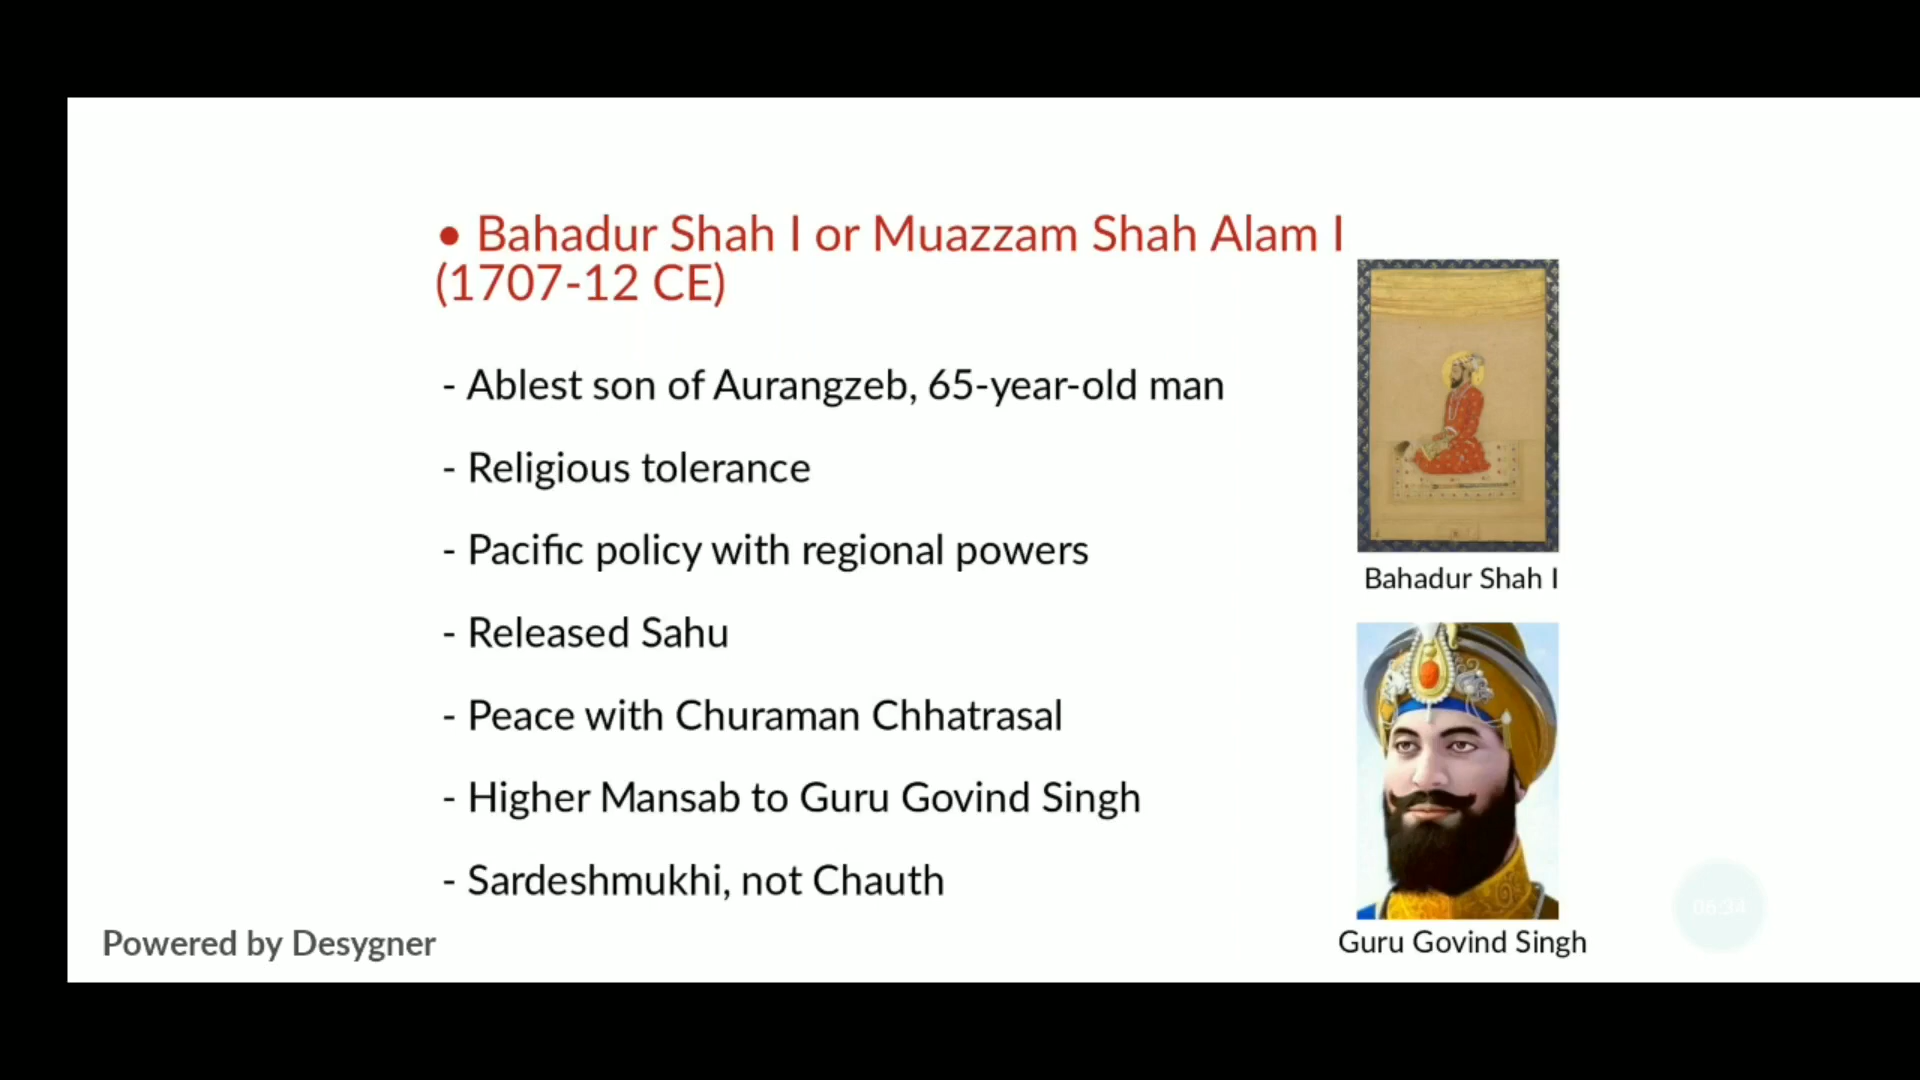 • Bahadur Shah I or Muazzam Shah Alam I
(1707-12 CE)
- Ablest son of Aurangzeb, 65-year-old man
- Religious tolerance
- Pacific policy with regional powers
- Released Sahu
- Peace with Churaman Chhatrasal
- Higher Mansab to Guru Govind Singh
- Sardeshmukhi, not Chauth
Bahadur Shah I
Guru Govind Singh
Powered by Desygner